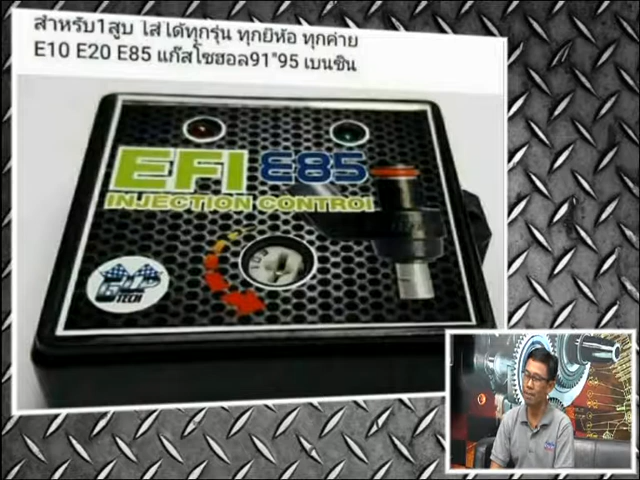 สำหรับ1สูบ ใส่ได้ทุกรุ่น ทุกยี่ห้อ ทุกค่าย
E10 E20 E85 แก๊สโซฮอล91"95 เบนซิน
EFI E85
INJECTION CONTROL
TECH